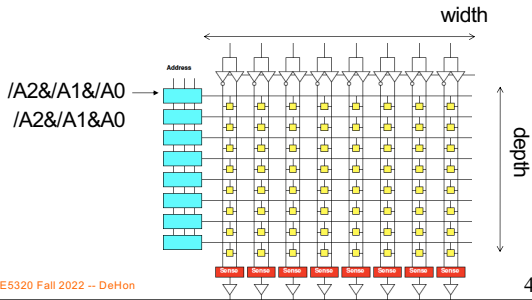 width
Address
/A2&/A1&/A0
/A2&/A1&A0
depth
Sense Sense Sense Sense Sense Sense Sense Sense
E5320 Fall 2022 -- DeHon
4